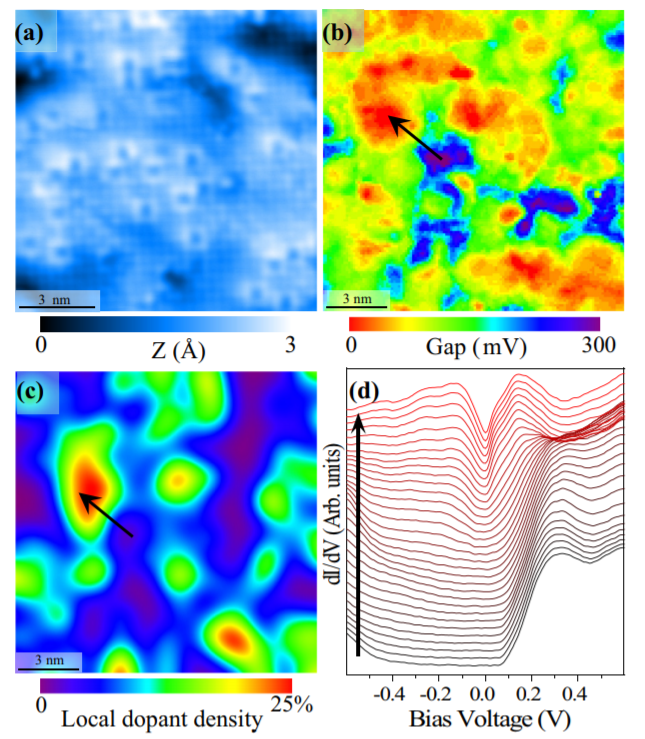 (a)
3 nm
0 3
Z (Å)
(b)
3 nm
0 300
Gap (mV)
(c)
3 nm
0 25%
Local dopant density
(d)
dI/dV (Arb. units)
-0.4 -0.2 0.0 0.2 0.4
Bias Voltage (V)